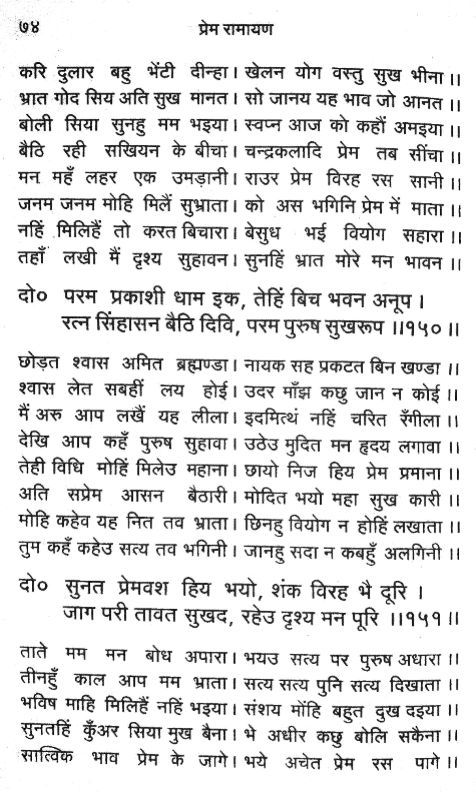 ७४ प्रेम रामायण
करि दुलार बहु भेंटी दीन्हा। खेलन योग वस्तु सुख भीना ।।
भ्रात गोद सिय अति सुख मानत। सो जानय यह भाव जो आनत ।।
बोली सिया सुनहु मम भइया। स्वप्न आज को कहौं अमइया ।।
बैठि रही सखियन के बीचा। चन्द्रकलादि प्रेम तब सींचा ।।
मन महँ लहर एक उमड़ानी। राउर प्रेम विरह रस सानी ।।
जनम जनम मोहि मिलैं सुभ्राता। को अस भगिनि प्रेम में माता ।।
नहिं मिलिहैं तो करत बिचारा। बेसुध भई वियोग सहारा ।।
तहाँ लखी मैं दृश्य सुहावन। सुनहिं भ्रात मोरे मन भावन ।।
दो० परम प्रकाशी धाम इक, तेहिं बिच भवन अनूप ।
रत्न सिंहासन बैठि दिवि, परम पुरुष सुखरूप ।।१५०।।
छोड़त श्वास अमित ब्रह्मण्डा। नायक सह प्रकटत बिन खण्डा ।।
श्वास लेत सबहीं लय होई। उदर माँझ कछु जान न कोई ।।
मैं अरु आप लखैं यह लीला। इदमित्थं नहिं चरित रँगीला ।।
देखि आप कहँ पुरुष सुहावा। उठेउ मुदित मन हृदय लगावा ।।
तेही विधि मोहिं मिलेउ महाना। छायो निज हिय प्रेम प्रमाना ।।
अति सप्रेम आसन बैठारी। मोदित भयो महा सुख कारी ।।
मोहि कहेव यह नित तव भ्राता। छिनहु वियोग न होहिं लखाता ।।
तुम कहँ कहेउ सत्य तव भगिनी। जानहु सदा न कबहुँ अलगिनी ।।
दो० सुनत प्रेमवश हिय भयो, शंक विरह भै दूरि ।
जाग परी तावत सुखद, रहेउ दृश्य मन पूरि ।।१५१।।
ताते मम मन बोध अपारा। भयउ सत्य पर पुरुष अधारा ।।
तीनहुँ काल आप मम भ्राता। सत्य सत्य पुनि सत्य दिखाता ।।
भविष माहि मिलिहैं नहिं भइया। संशय मोंहि बहुत दुख दइया ।।
सुनतहिं कुँअर सिया मुख बैना। भे अधीर कछु बोलि सकैना ।।
सात्विक भाव प्रेम के जागे। भये अचेत प्रेम रस पागे ।।